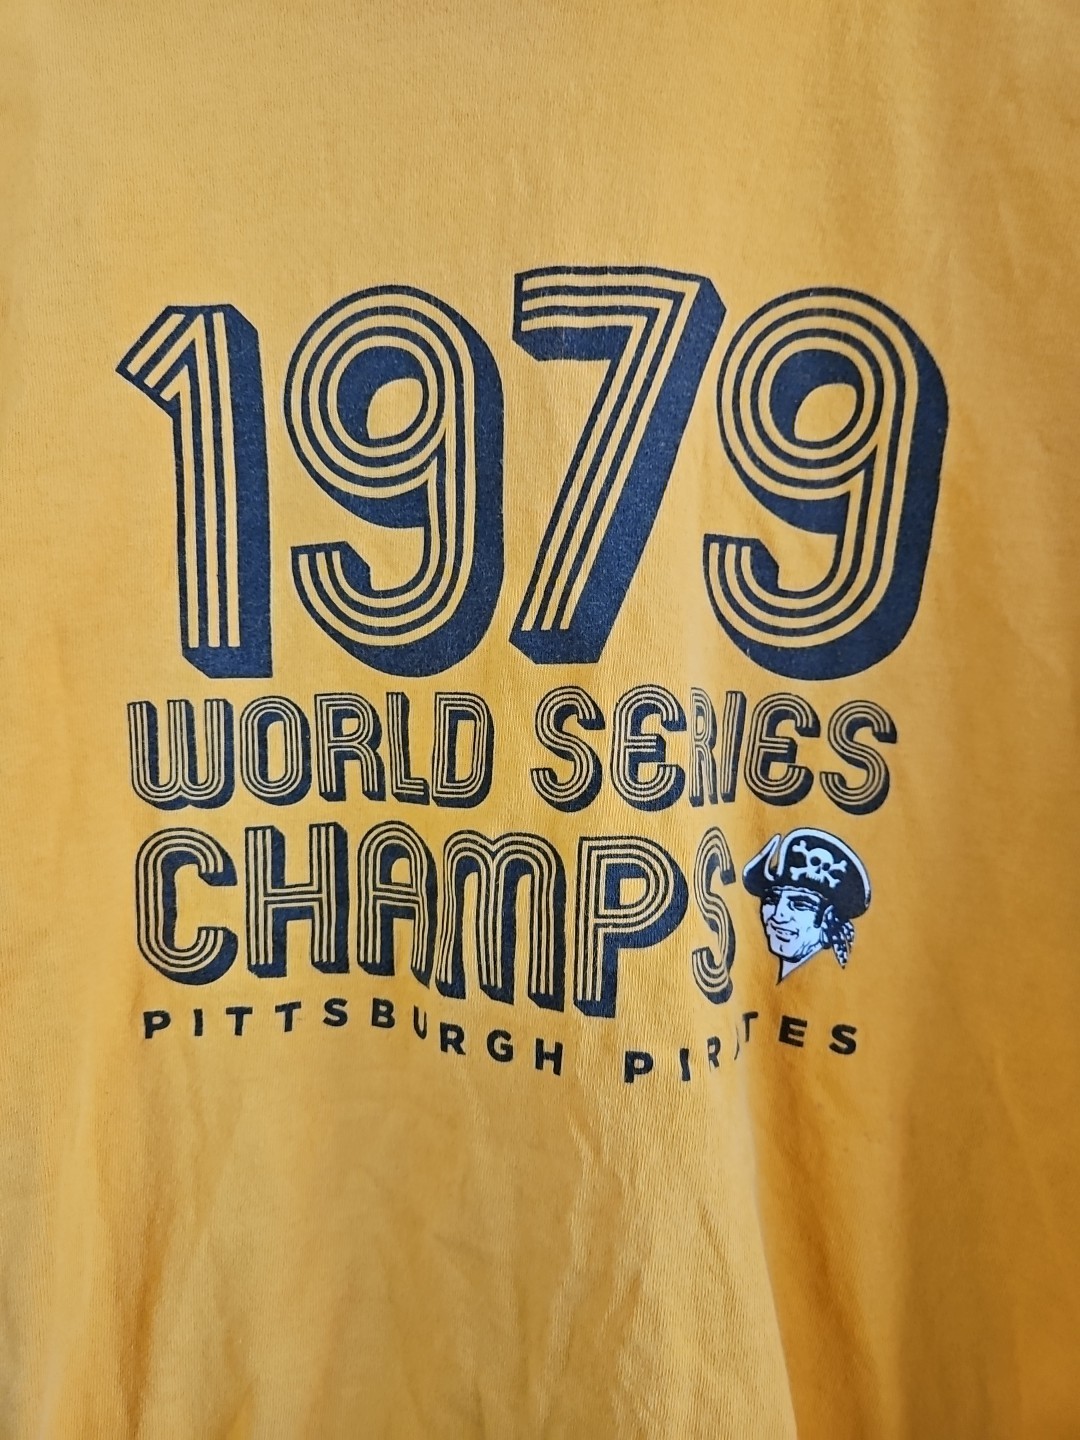 1979
WORLD SERIES
CHAMPS
PITTSBURGH PIRATES